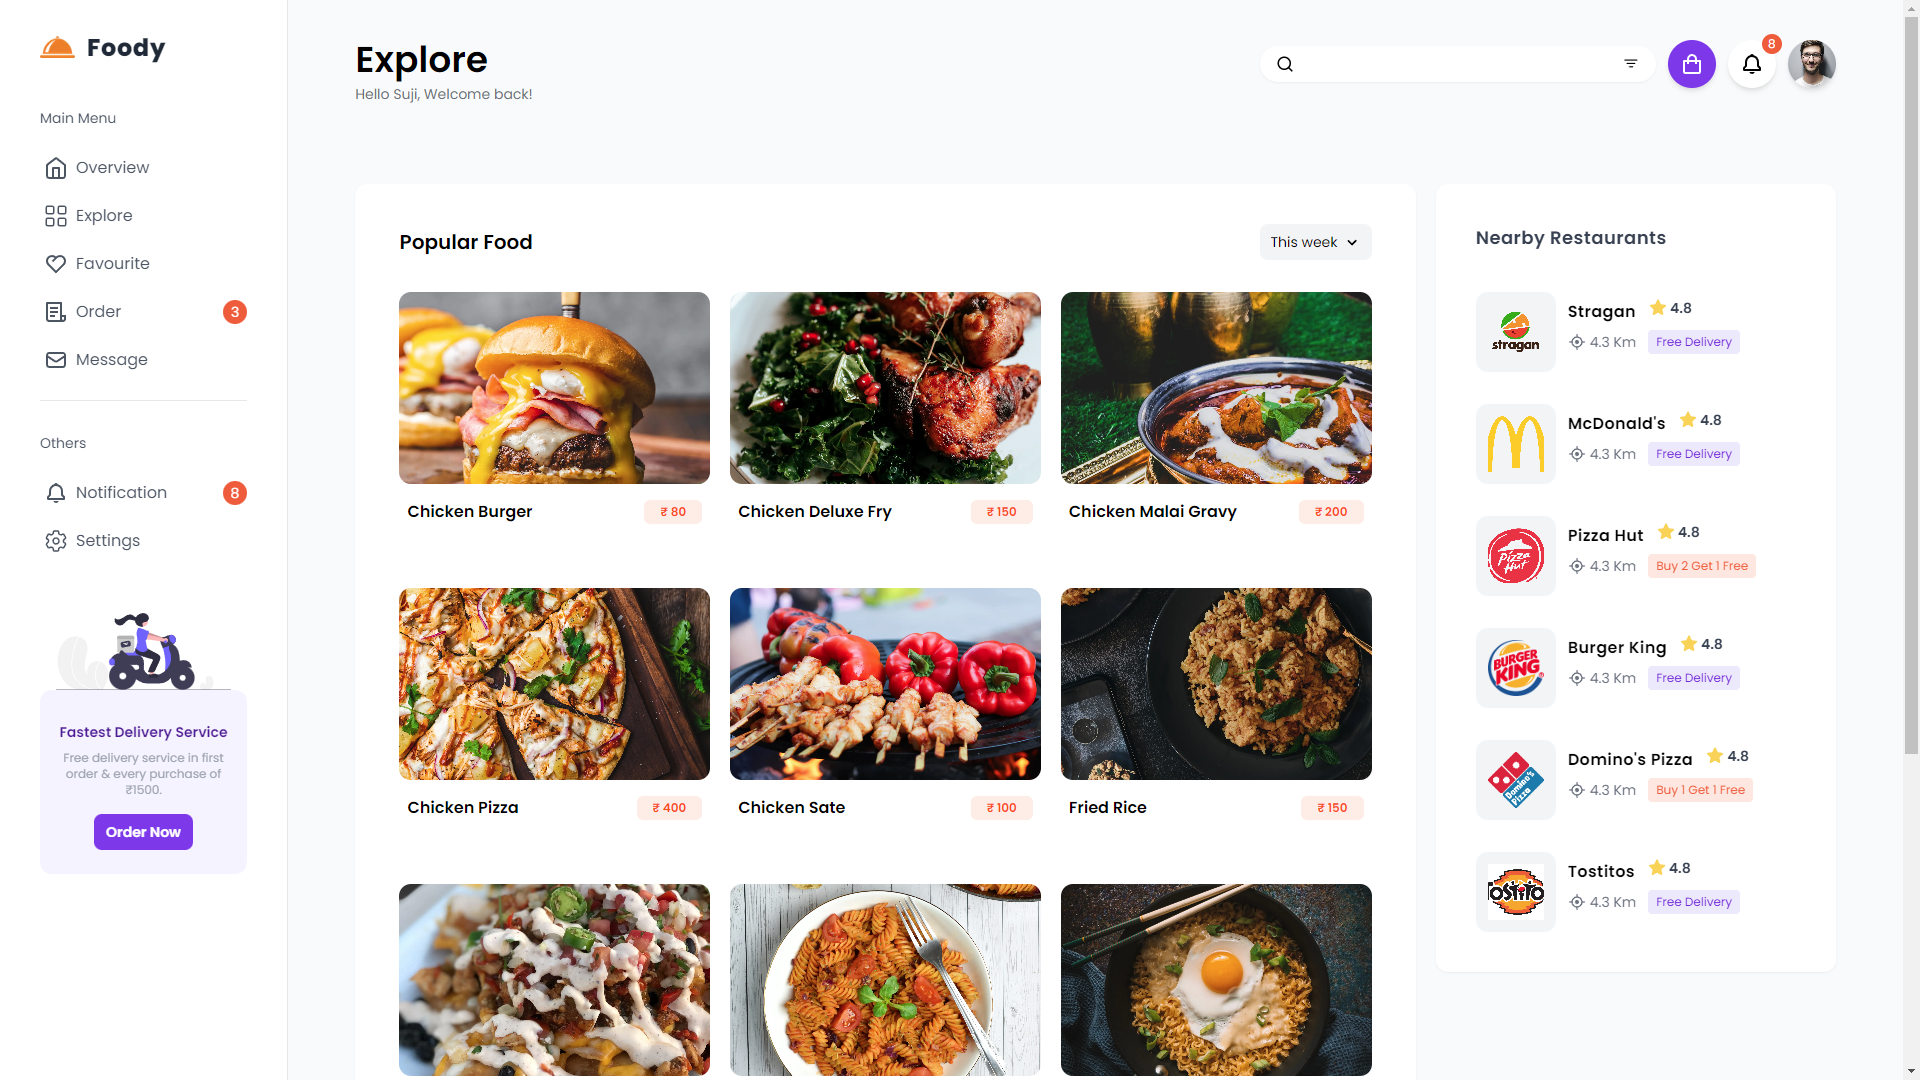 Foody
Main Menu
Overview
Explore
Favourite
Order 3
Message
Others
Notification 8
Settings
Fastest Delivery Service
Free delivery service in first
order & every purchase of
₹1500.
Order Now
Explore
Hello Suji, Welcome back!
8
Popular Food
This week
Chicken Burger ₹ 80
Chicken Deluxe Fry ₹ 150
Chicken Malai Gravy ₹ 200
Chicken Pizza ₹ 400
Chicken Sate ₹ 100
Fried Rice ₹ 150
Nearby Restaurants
stragan
Stragan 4.8
4.3 Km Free Delivery
McDonald's 4.8
4.3 Km Free Delivery
Pizza
Hut
Pizza Hut 4.8
4.3 Km Buy 2 Get 1 Free
BURGER
KING
Burger King 4.8
4.3 Km Free Delivery
Domino's
Pizza
Domino's Pizza 4.8
4.3 Km Buy 1 Get 1 Free
TOSTITO
Tostitos 4.8
4.3 Km Free Delivery